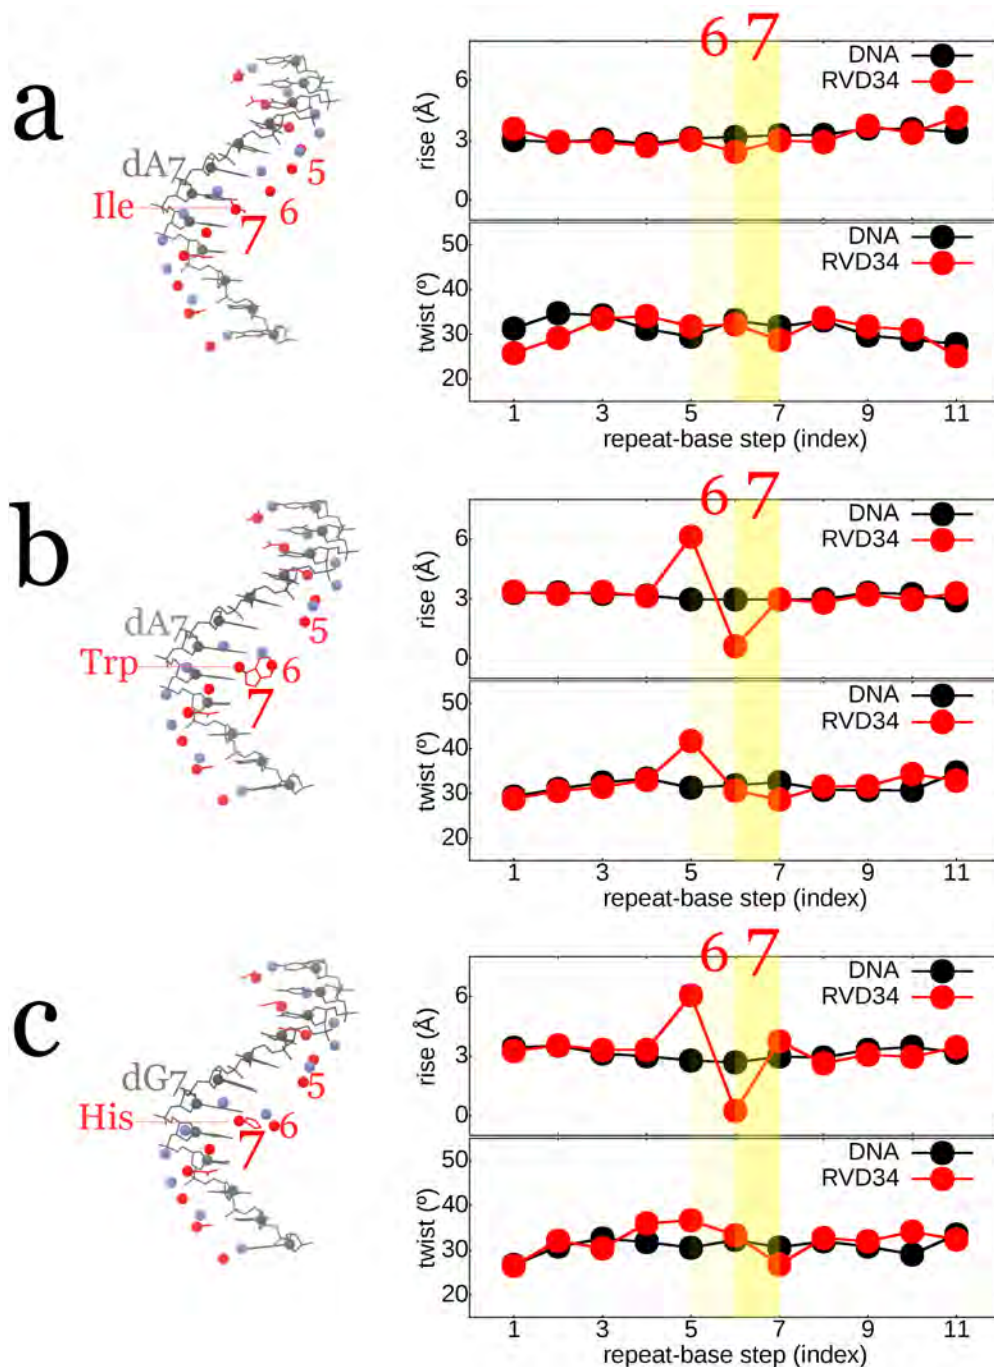 a
dA7
Ile
5
6
7
6 7
DNA
RVD34
rise (Å)
6
3
0
DNA
RVD34
twist (º)
50
40
30
20
1 3 5 7 9 11
repeat-base step (index)
b
dA7
Trp
5
6
7
6 7
DNA
RVD34
rise (Å)
6
3
0
DNA
RVD34
twist (º)
50
40
30
20
1 3 5 7 9 11
repeat-base step (index)
c
dG7
His
5
6
7
6 7
DNA
RVD34
rise (Å)
6
3
0
DNA
RVD34
twist (º)
50
40
30
20
1 3 5 7 9 11
repeat-base step (index)